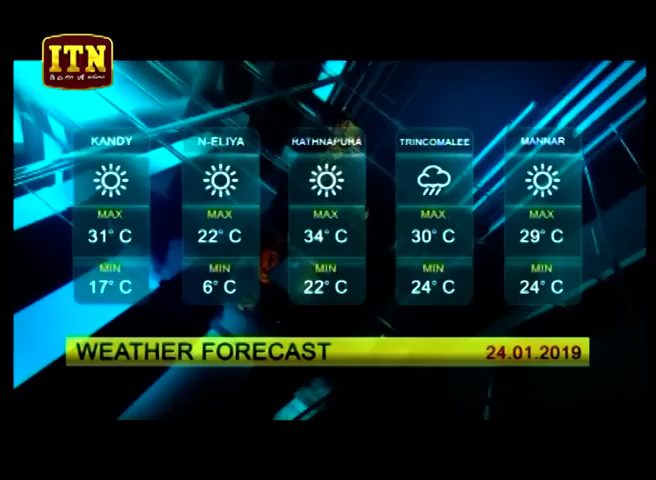 ITN
KANDY
MAX
31° C
MIN
17° C
N-ELIYA
MAX
22° C
MIN
6° C
RATHNAPURA
MAX
34° C
MIN
22° C
TRINCOMALEE
MAX
30° C
MIN
24° C
MANNAR
MAX
29° C
MIN
24° C
WEATHER FORECAST
24.01.2019